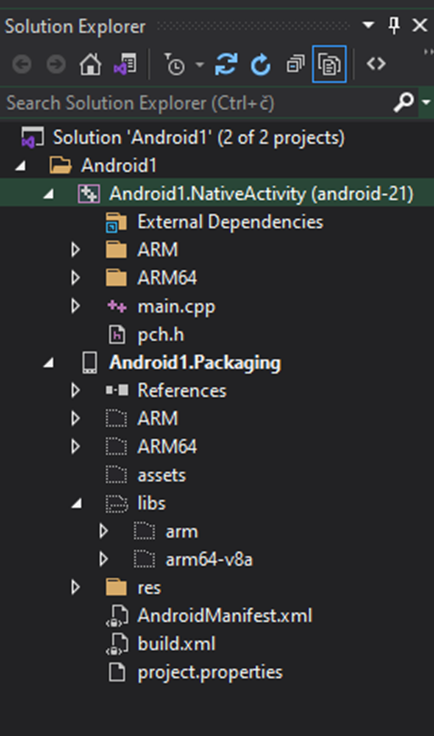 Solution Explorer
Search Solution Explorer (Ctrl+č)
Solution 'Android1' (2 of 2 projects)
Android1
Android1.NativeActivity (android-21)
External Dependencies
ARM
ARM64
main.cpp
pch.h
Android1.Packaging
References
ARM
ARM64
assets
libs
arm
arm64-v8a
res
AndroidManifest.xml
build.xml
project.properties